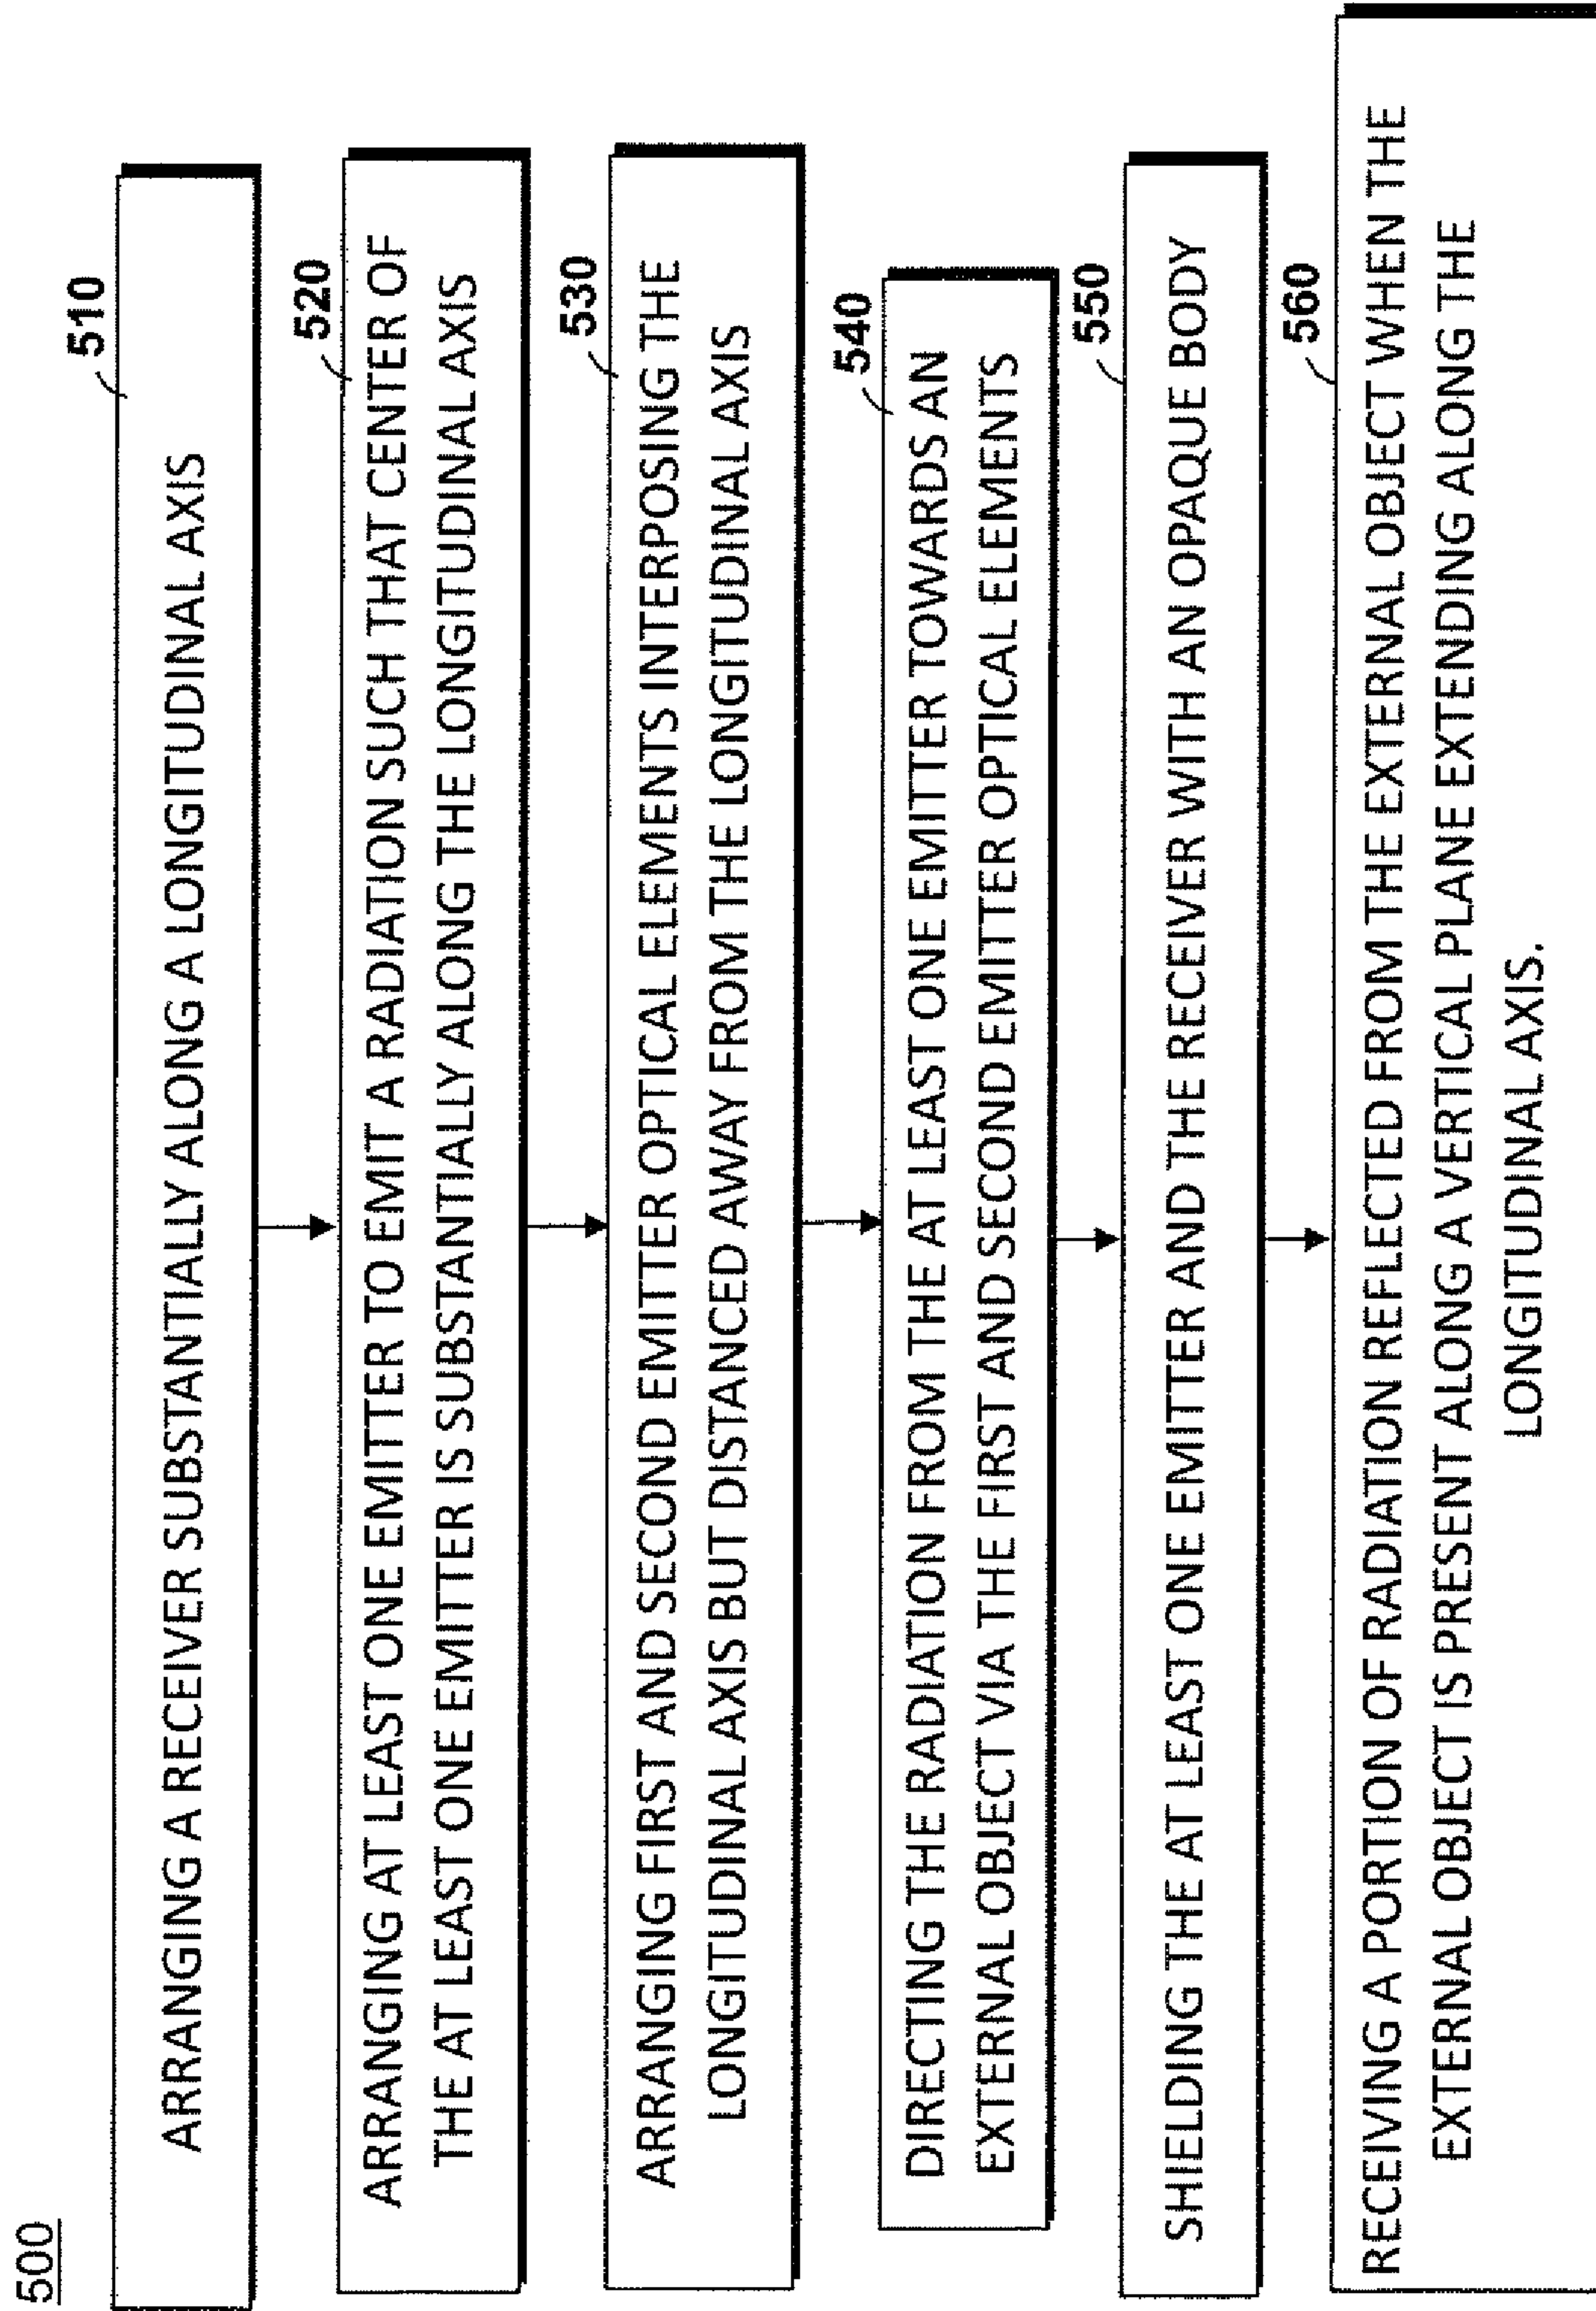 500
510
ARRANGING A RECEIVER SUBSTANTIALLY ALONG A LONGITUDINAL AXIS
520
ARRANGING AT LEAST ONE EMITTER TO EMIT A RADIATION SUCH THAT CENTER OF
THE AT LEAST ONE EMITTER IS SUBSTANTIALLY ALONG THE LONGITUDINAL AXIS
530
ARRANGING FIRST AND SECOND EMITTER OPTICAL ELEMENTS INTERPOSING THE
LONGITUDINAL AXIS BUT DISTANCED AWAY FROM THE LONGITUDINAL AXIS
540
DIRECTING THE RADIATION FROM THE AT LEAST ONE EMITTER TOWARDS AN
EXTERNAL OBJECT VIA THE FIRST AND SECOND EMITTER OPTICAL ELEMENTS
550
SHIELDING THE AT LEAST ONE EMITTER AND THE RECEIVER WITH AN OPAQUE BODY
560
RECEIVING A PORTION OF RADIATION REFLECTED FROM THE EXTERNAL OBJECT WHEN THE
EXTERNAL OBJECT IS PRESENT ALONG A VERTICAL PLANE EXTENDING ALONG THE
LONGITUDINAL AXIS.